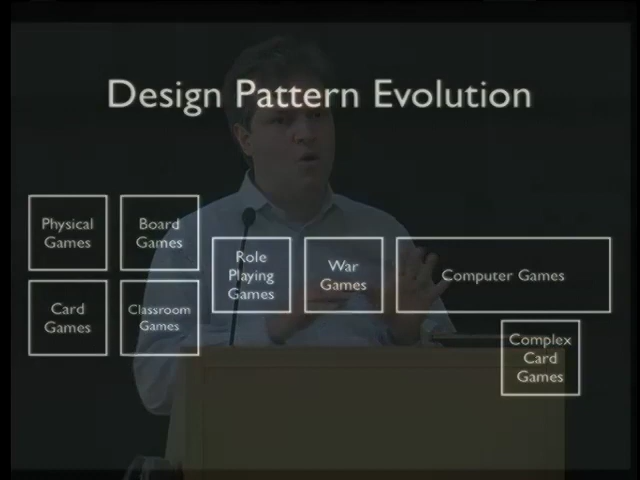 Design Pattern Evolution
Physical
Games
Board
Games
Role
Playing
Games
War
Games
Computer Games
Card
Games
Classroom
Games
Complex
Card
Games